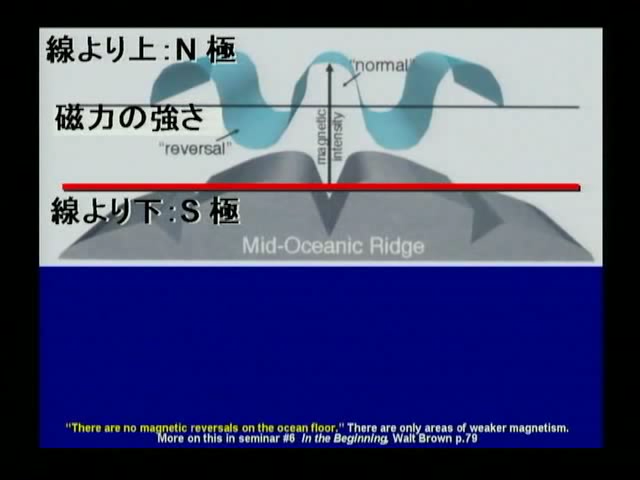 線より上：N 極
"normal"
磁力の強さ
magnetic
intensity
"reversal"
線より下：S 極
Mid-Oceanic Ridge
"There are no magnetic reversals on the ocean floor." There are only areas of weaker magnetism.
More on this in seminar #6 In the Beginning, Walt Brown p.79